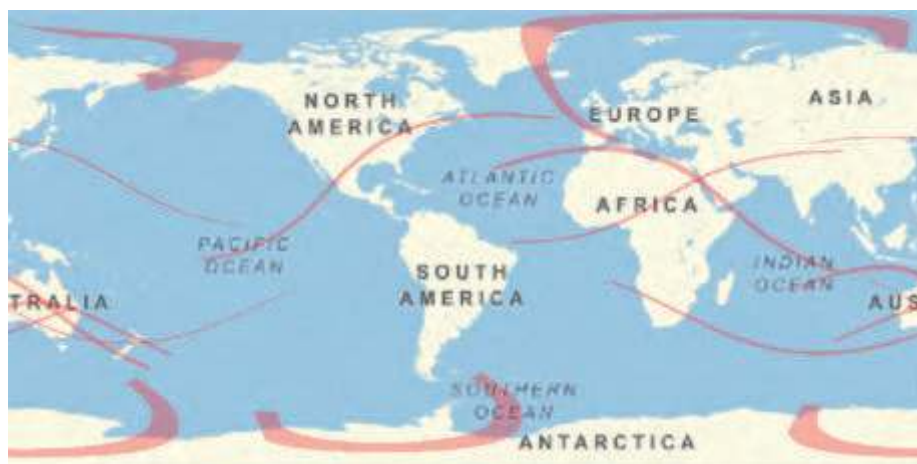 NORTH
AMERICA
EUROPE
ASIA
ATLANTIC
OCEAN
AFRICA
PACIFIC
OCEAN
SOUTH
AMERICA
INDIAN
OCEAN
TRALIA
AUS
SOUTHERN
OCEAN
ANTARCTICA